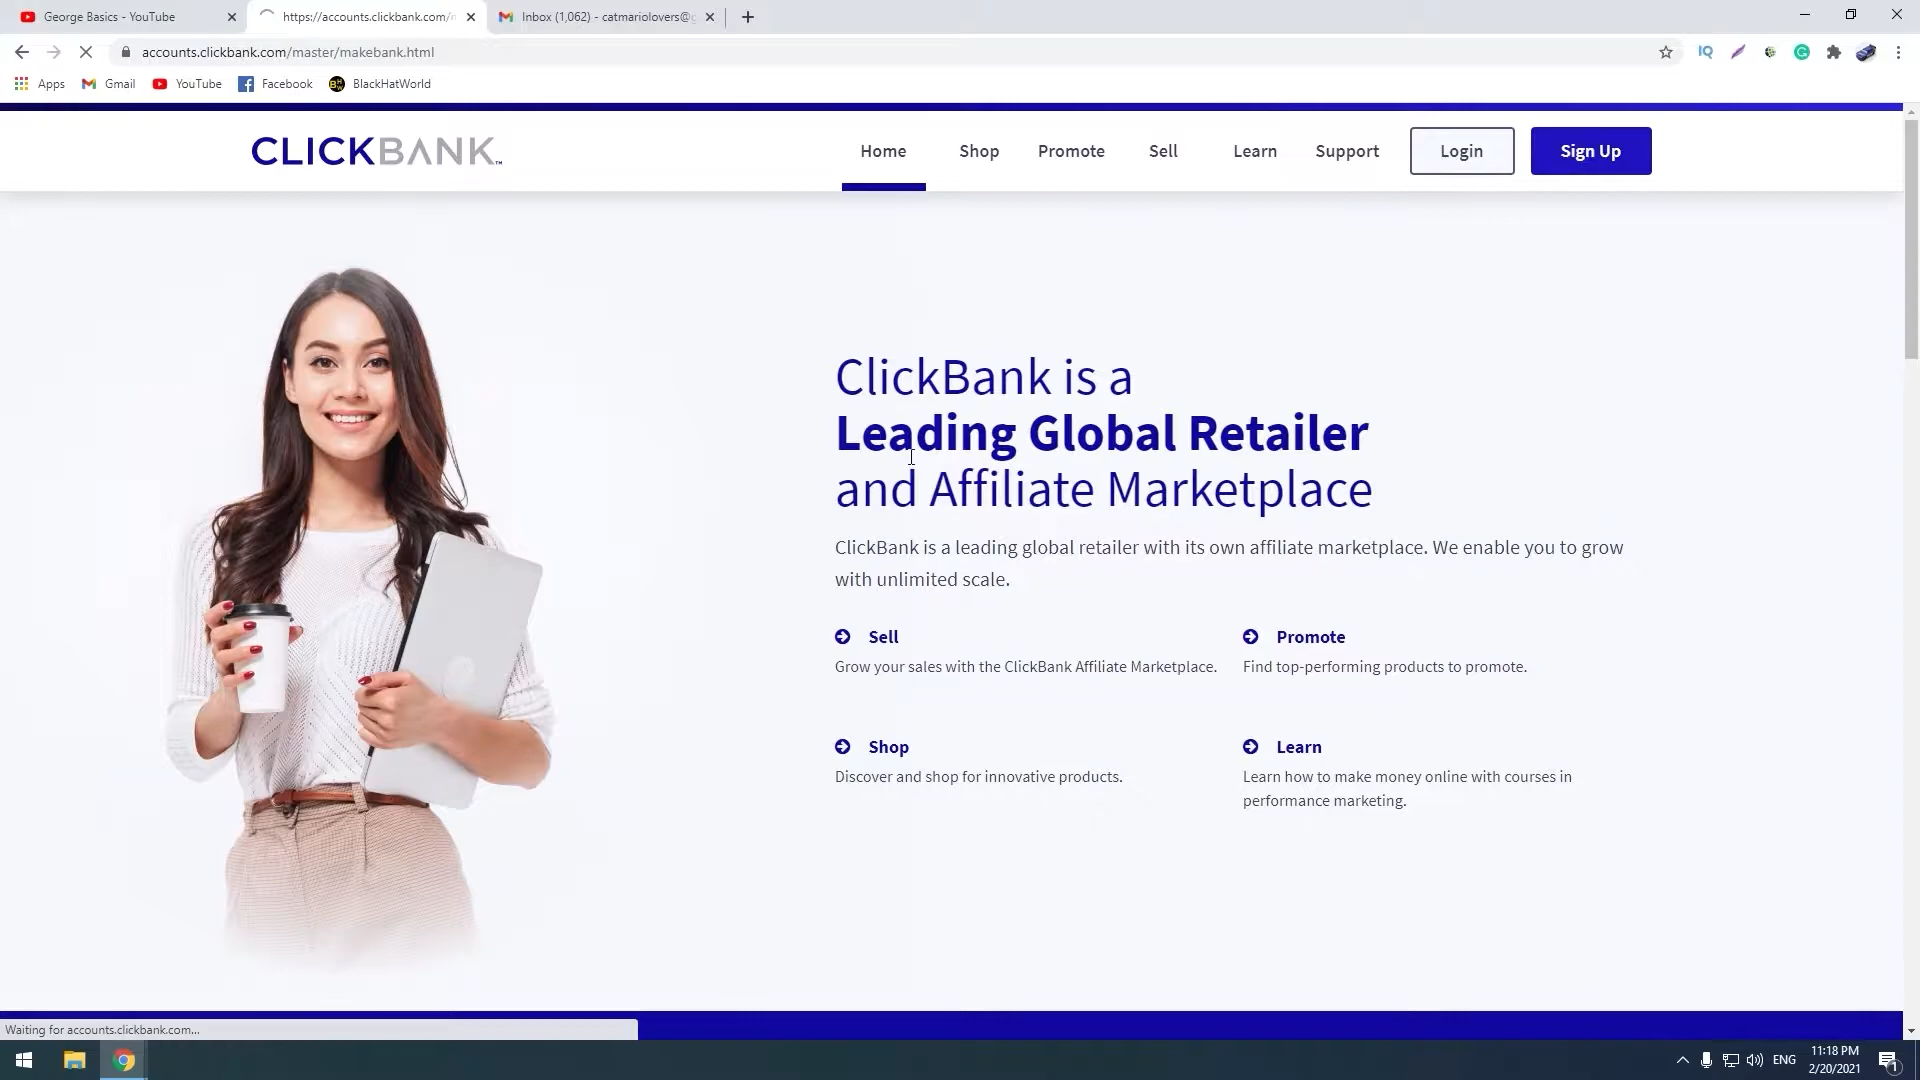 George Basics - YouTube
https://accounts.clickbank.com/
Inbox (1,062) - catmariolovers@
accounts.clickbank.com/master/makebank.html
Apps
Gmail
YouTube
Facebook
BlackHatWorld
CLICKBANK™
Home
Shop
Promote
Sell
Learn
Support
Login
Sign Up
ClickBank is a
Leading Global Retailer
and Affiliate Marketplace
ClickBank is a leading global retailer with its own affiliate marketplace. We enable you to grow
with unlimited scale.
Sell
Grow your sales with the ClickBank Affiliate Marketplace.
Promote
Find top-performing products to promote.
Shop
Discover and shop for innovative products.
Learn
Learn how to make money online with courses in
performance marketing.
Waiting for accounts.clickbank.com...
ENG
11:18 PM
2/20/2021
1